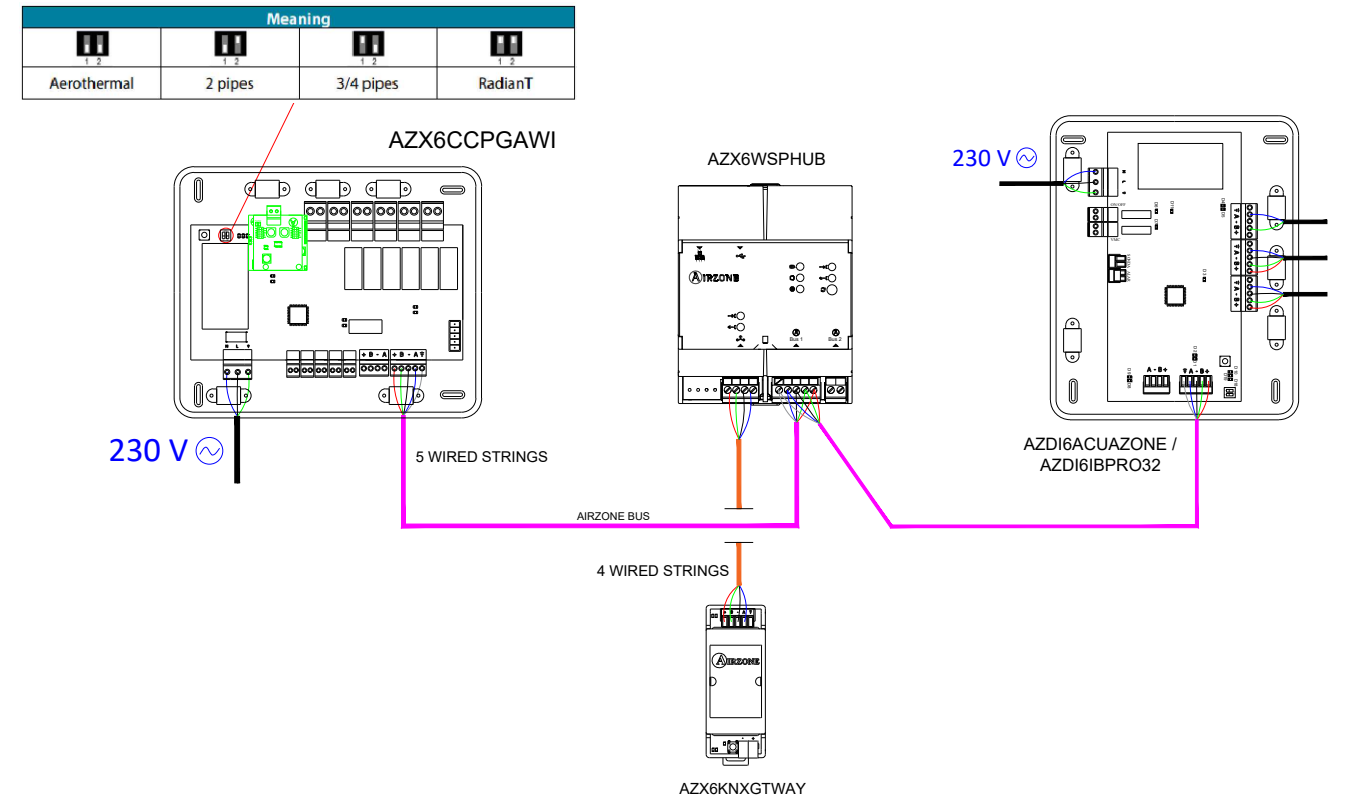 Meaning
1 2
1 2
1 2
1 2
Aerothermal
2 pipes
3/4 pipes
RadianT
AZX6CCPGAWI
AZX6WSPHUB
230 V
AIRZONE
Bus 1
Bus 2
N L
+ B - A
+ B - A
A - B +
A - B +
A - B +
A - B +
A - B +
230 V
5 WIRED STRINGS
AZDI6ACUAZONE /
AZDI6IBPRO32
AIRZONE BUS
4 WIRED STRINGS
AIRZONE
AZX6KNXGTWAY